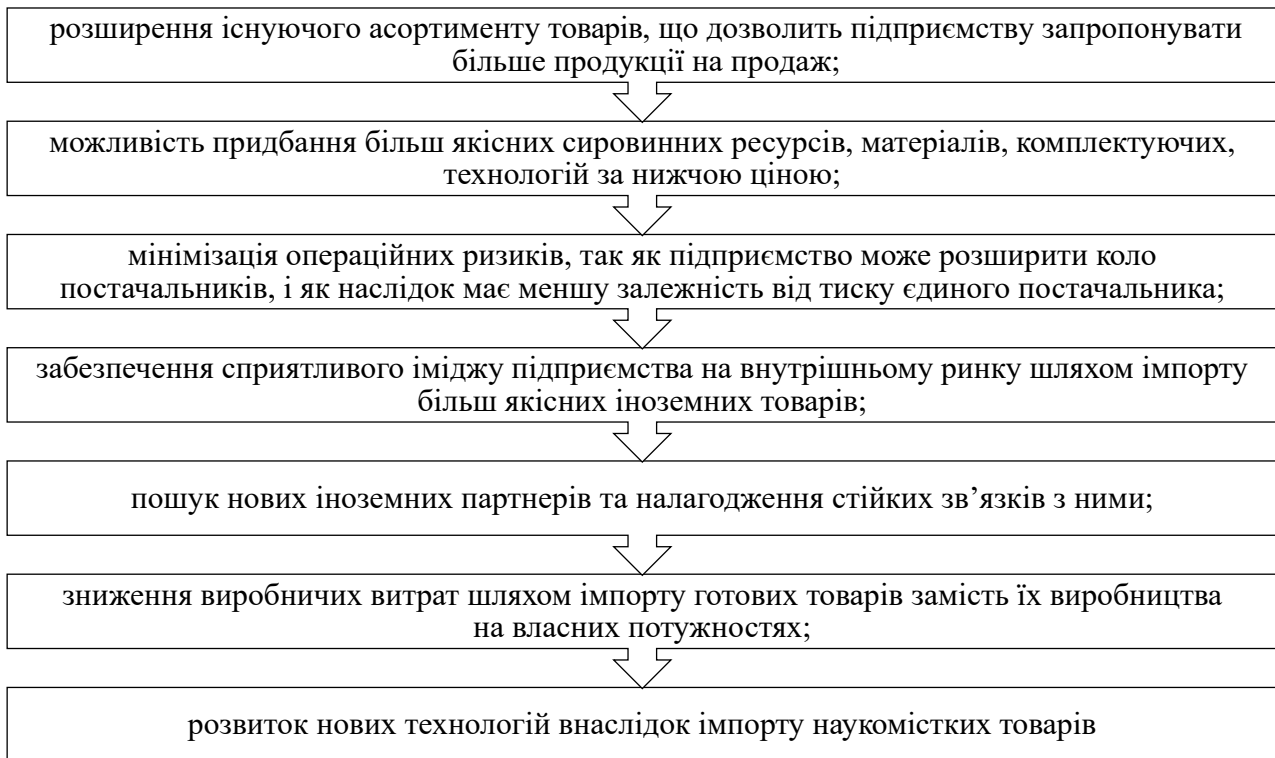 розширення існуючого асортименту товарів, що дозволить підприємству запропонувати
більше продукції на продаж;
можливість придбання більш якісних сировинних ресурсів, матеріалів, комплектуючих,
технологій за нижчою ціною;
мінімізація операційних ризиків, так як підприємство може розширити коло
постачальників, і як наслідок має меншу залежність від тиску єдиного постачальника;
забезпечення сприятливого іміджу підприємства на внутрішньому ринку шляхом імпорту
більш якісних іноземних товарів;
пошук нових іноземних партнерів та налагодження стійких зв’язків з ними;
зниження виробничих витрат шляхом імпорту готових товарів замість їх виробництва
на власних потужностях;
розвиток нових технологій внаслідок імпорту наукомістких товарів